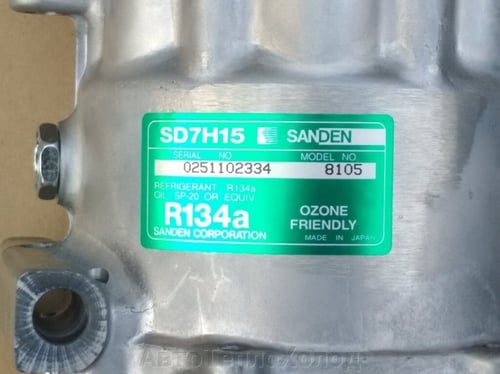 SD7H15 SANDEN
SERIAL NO MODEL NO
0251102334 8105
REFRIGERANT R134a
OIL SP-20 OR EQUIV
R134a OZONE
FRIENDLY
SANDEN CORPORATION MADE IN JAPAN
АвтоТермоХолод